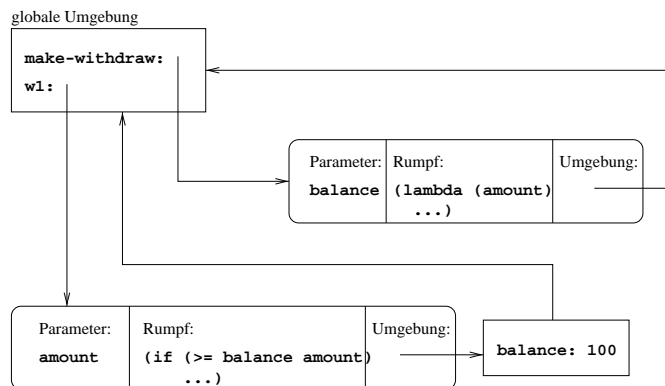 globale Umgebung
make-withdraw:
w1:
Parameter: Rumpf: Umgebung:
balance (lambda (amount)
...)
Parameter: Rumpf: Umgebung:
amount (if (>= balance amount)
...)
balance: 100